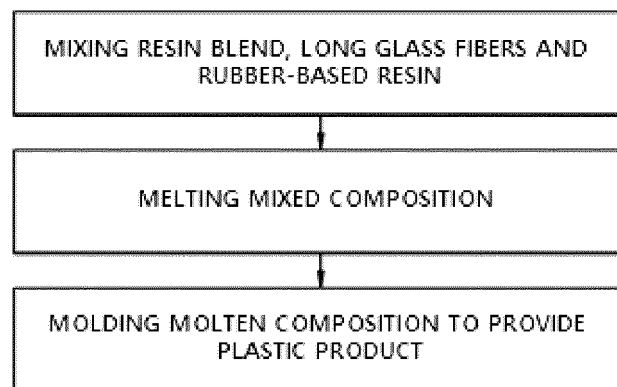 MIXING RESIN BLEND, LONG GLASS FIBERS AND
RUBBER-BASED RESIN
MELTING MIXED COMPOSITION
MOLDING MOLTEN COMPOSITION TO PROVIDE
PLASTIC PRODUCT